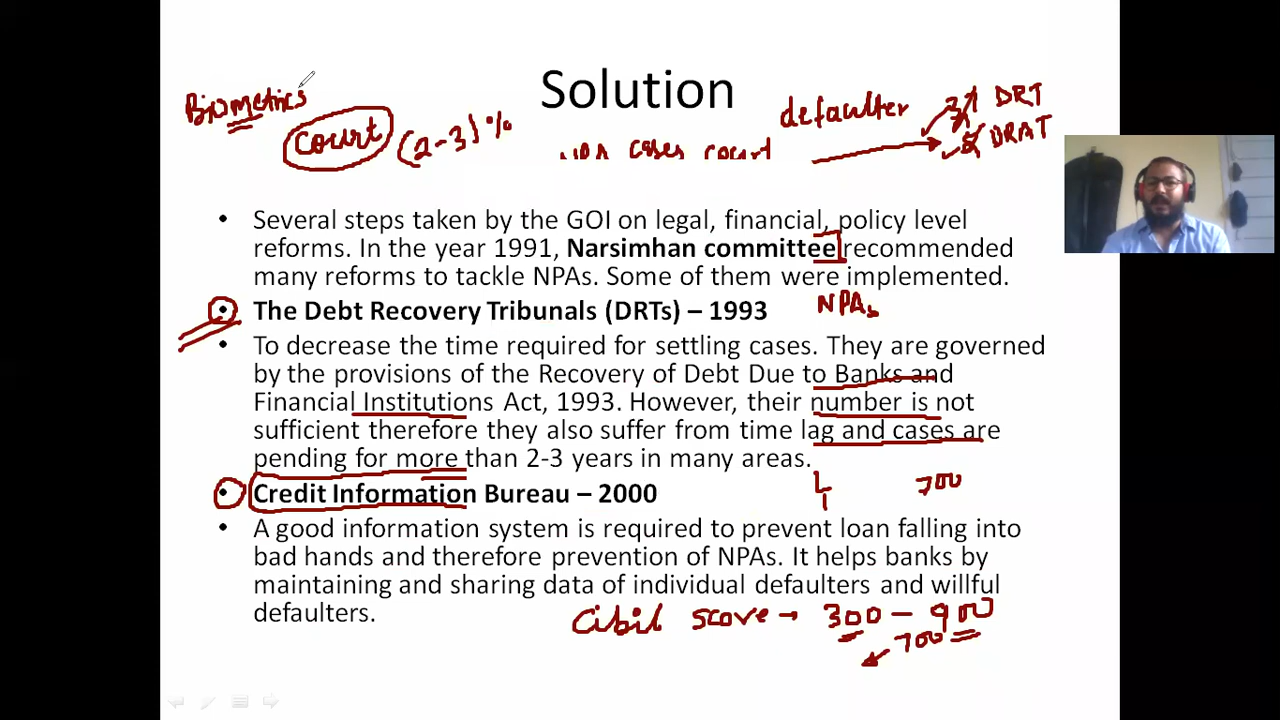 Solution
Biometrics
court (2-3)%
cases court
defaulter
DRT
DRAT
• Several steps taken by the GOI on legal, financial, policy level
reforms. In the year 1991, Narsimhan committee recommended
many reforms to tackle NPAs. Some of them were implemented.
• The Debt Recovery Tribunals (DRTs) – 1993
NPAs
• To decrease the time required for settling cases. They are governed
by the provisions of the Recovery of Debt Due to Banks and
Financial Institutions Act, 1993. However, their number is not
sufficient therefore they also suffer from time lag and cases are
pending for more than 2-3 years in many areas.
• Credit Information Bureau – 2000
700
• A good information system is required to prevent loan falling into
bad hands and therefore prevention of NPAs. It helps banks by
maintaining and sharing data of individual defaulters and willful
defaulters.
Cibil score → 300 – 900
700